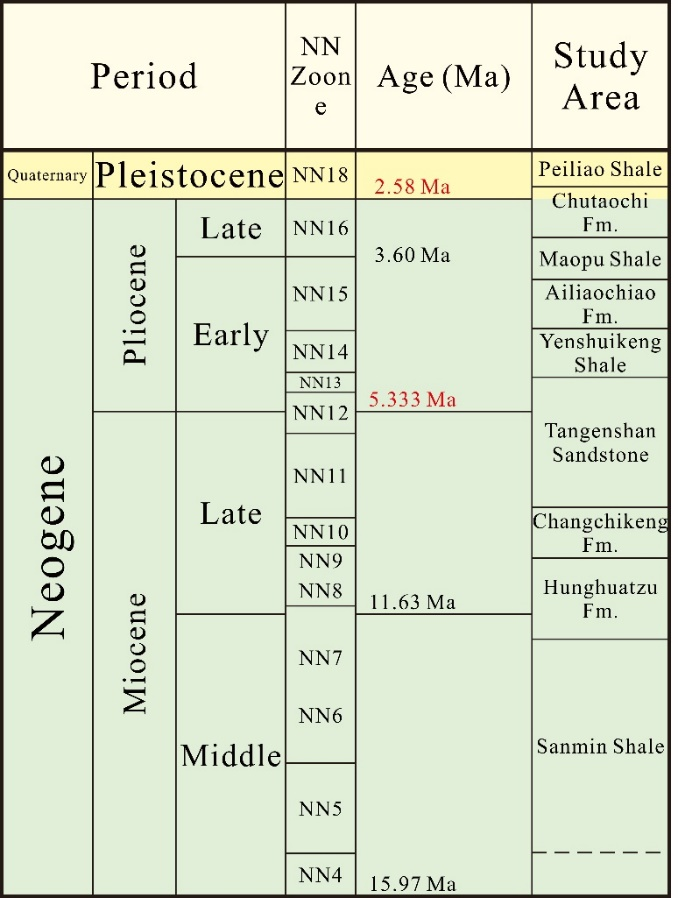 Period
NN
Zoon
e
Age (Ma)
Study
Area
Quaternary
Pleistocene
NN18
2.58 Ma
Peiliao Shale
Neogene
Pliocene
Late
Early
Miocene
Late
Middle
NN16
NN15
NN14
NN13
NN12
NN11
NN10
NN9
NN8
NN7
NN6
NN5
NN4
3.60 Ma
5.333 Ma
11.63 Ma
15.97 Ma
Chutaochi
Fm.
Maopu Shale
Ailiaochiao
Fm.
Yenshuikeng
Shale
Tangenshan
Sandstone
Changchikeng
Fm.
Hunghuatzu
Fm.
Sanmin Shale